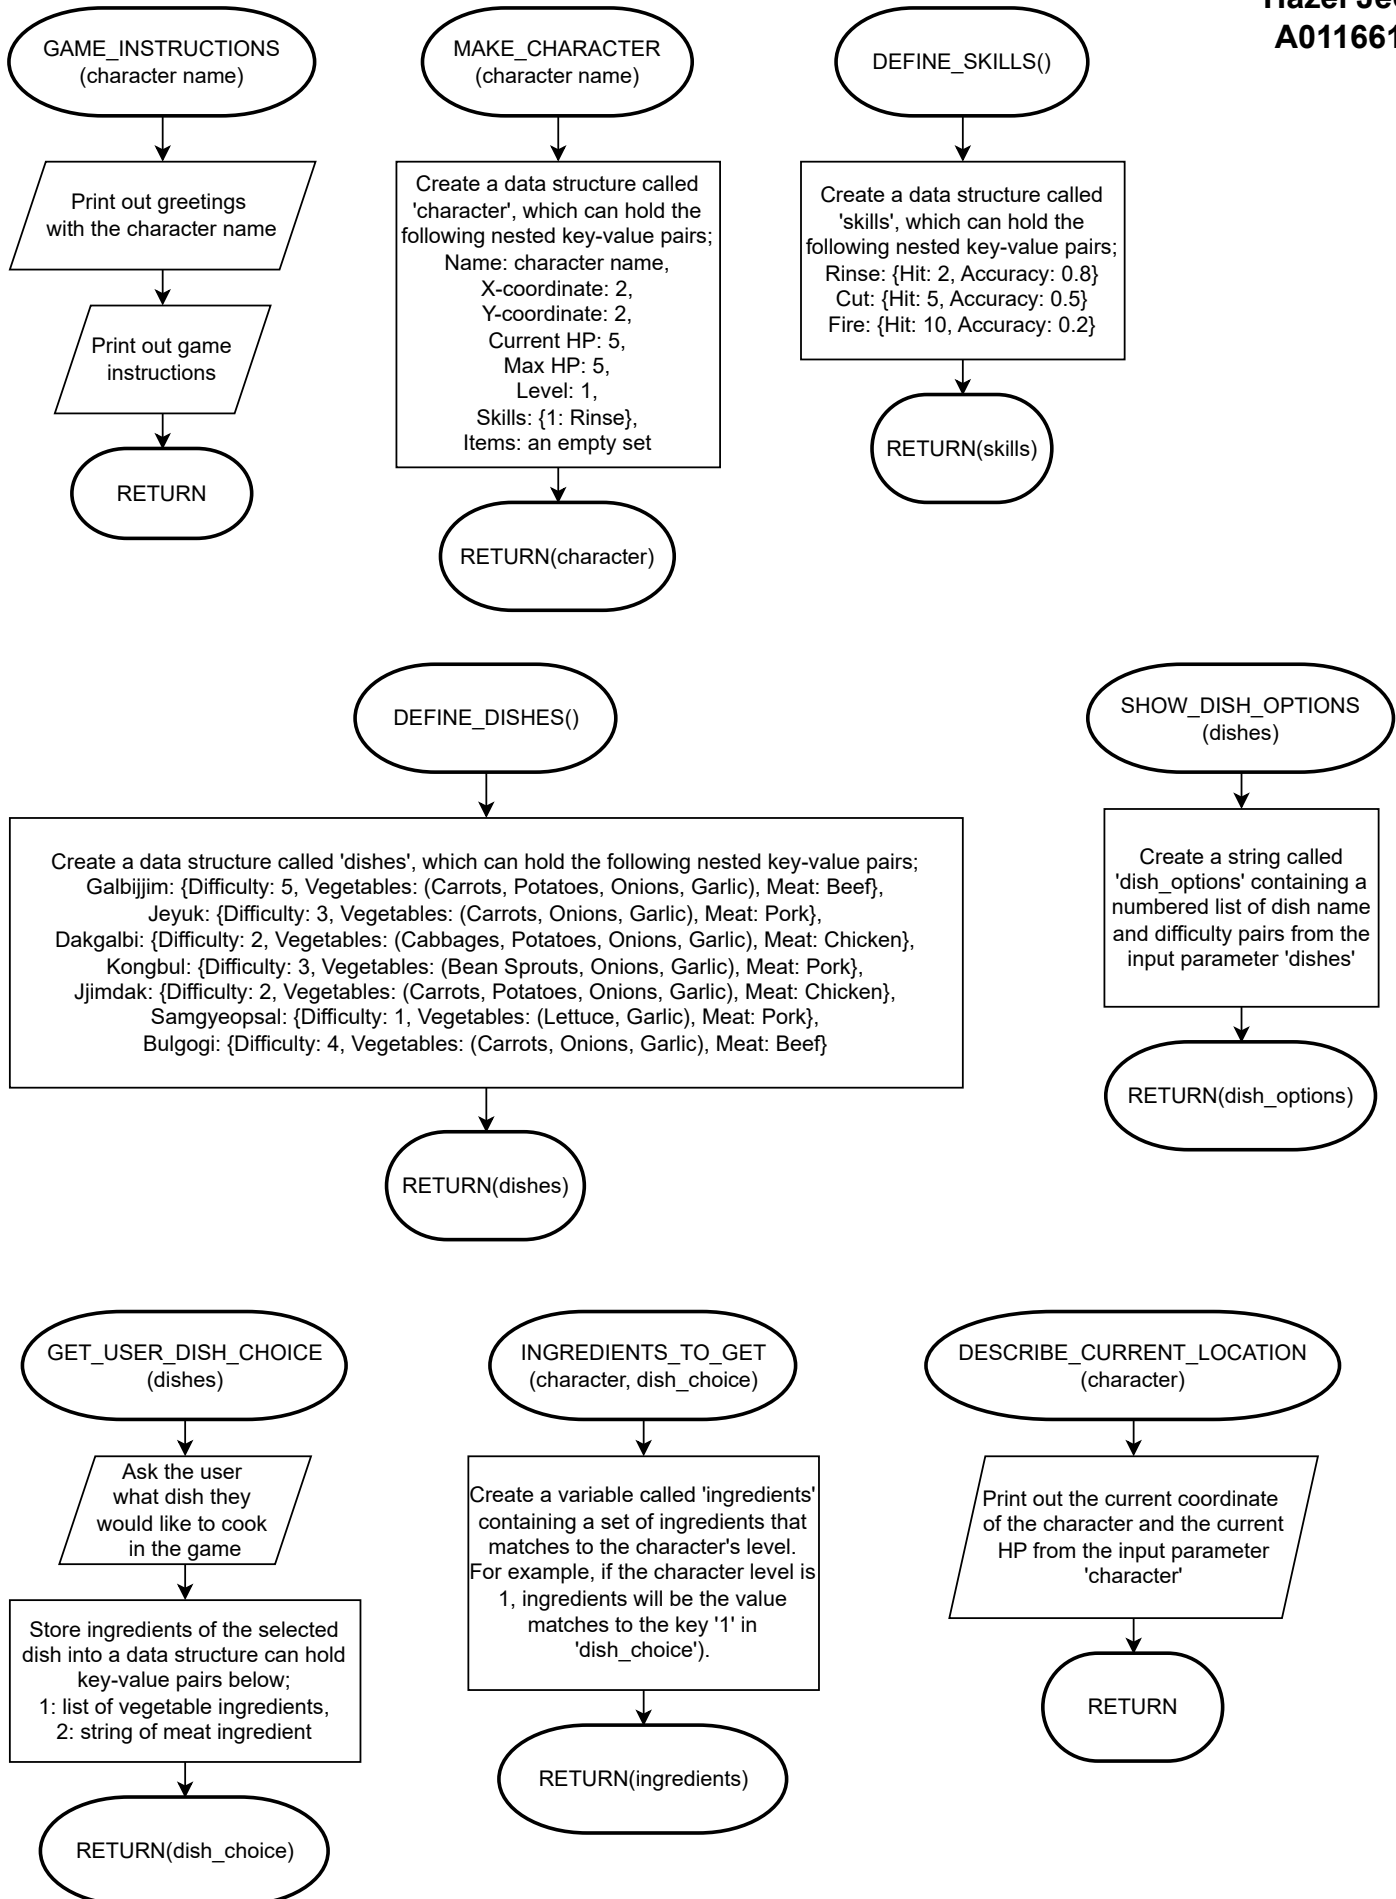 A01166
GAME_INSTRUCTIONS
(character name)
Print out greetings
with the character name
Print out game
instructions
RETURN
MAKE_CHARACTER
(character name)
Create a data structure called
'character', which can hold the
following nested key-value pairs;
Name: character name,
X-coordinate: 2,
Y-coordinate: 2,
Current HP: 5,
Max HP: 5,
Level: 1,
Skills: {1: Rinse},
Items: an empty set
RETURN(character)
DEFINE_SKILLS()
Create a data structure called
'skills', which can hold the
following nested key-value pairs;
Rinse: {Hit: 2, Accuracy: 0.8}
Cut: {Hit: 5, Accuracy: 0.5}
Fire: {Hit: 10, Accuracy: 0.2}
RETURN(skills)
DEFINE_DISHES()
Create a data structure called 'dishes', which can hold the following nested key-value pairs;
Galbijjim: {Difficulty: 5, Vegetables: (Carrots, Potatoes, Onions, Garlic), Meat: Beef},
Jeyuk: {Difficulty: 3, Vegetables: (Carrots, Onions, Garlic), Meat: Pork},
Dakgalbi: {Difficulty: 2, Vegetables: (Cabbages, Potatoes, Onions, Garlic), Meat: Chicken},
Kongbul: {Difficulty: 3, Vegetables: (Bean Sprouts, Onions, Garlic), Meat: Pork},
Jjimdak: {Difficulty: 2, Vegetables: (Carrots, Potatoes, Onions, Garlic), Meat: Chicken},
Samgyeopsal: {Difficulty: 1, Vegetables: (Lettuce, Garlic), Meat: Pork},
Bulgogi: {Difficulty: 4, Vegetables: (Carrots, Onions, Garlic), Meat: Beef}
RETURN(dishes)
SHOW_DISH_OPTIONS
(dishes)
Create a string called
'dish_options' containing a
numbered list of dish name
and difficulty pairs from the
input parameter 'dishes'
RETURN(dish_options)
GET_USER_DISH_CHOICE
(dishes)
Ask the user
what dish they
would like to cook
in the game
Store ingredients of the selected
dish into a data structure can hold
key-value pairs below;
1: list of vegetable ingredients,
2: string of meat ingredient
RETURN(dish_choice)
INGREDIENTS_TO_GET
(character, dish_choice)
Create a variable called 'ingredients'
containing a set of ingredients that
matches to the character's level.
For example, if the character level is
1, ingredients will be the value
matches to the key '1' in
'dish_choice').
RETURN(ingredients)
DESCRIBE_CURRENT_LOCATION
(character)
Print out the current coordinate
of the character and the current
HP from the input parameter
'character'
RETURN